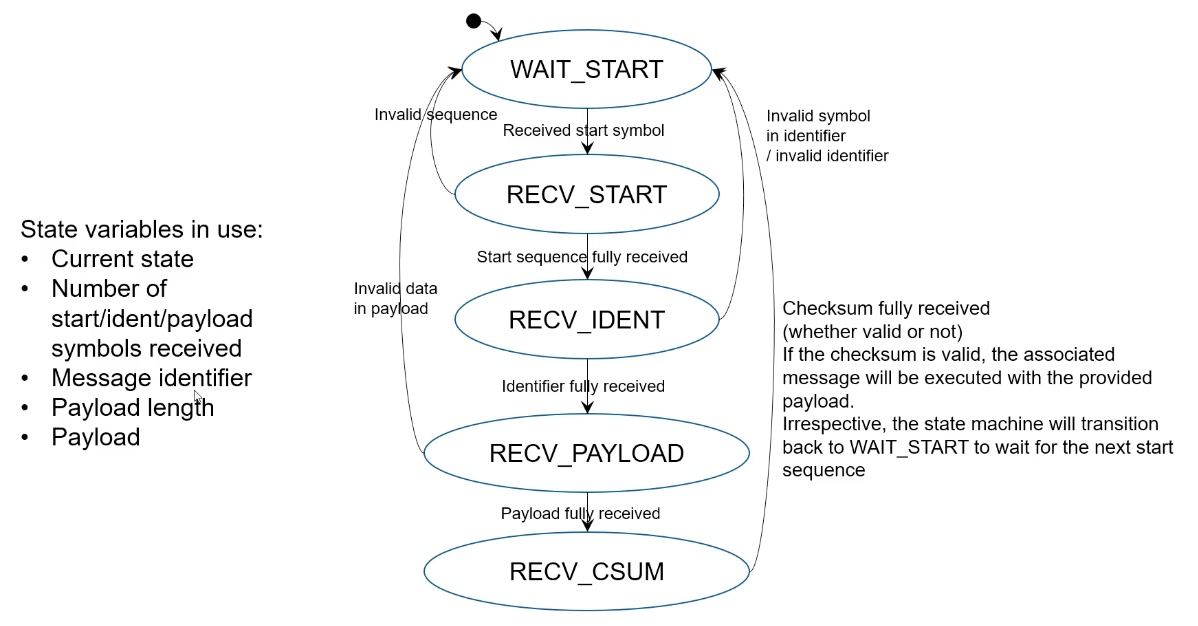 WAIT_START
Invalid sequence
Received start symbol
Invalid symbol
in identifier
/ invalid identifier
RECV_START
State variables in use:
• Current state
• Number of
start/ident/payload
symbols received
• Message identifier
• Payload length
• Payload
Start sequence fully received
Invalid data
in payload
RECV_IDENT
Checksum fully received
(whether valid or not)
If the checksum is valid, the associated
message will be executed with the provided
payload.
Irrespective, the state machine will transition
back to WAIT_START to wait for the next start
sequence
Identifier fully received
RECV_PAYLOAD
Payload fully received
RECV_CSUM